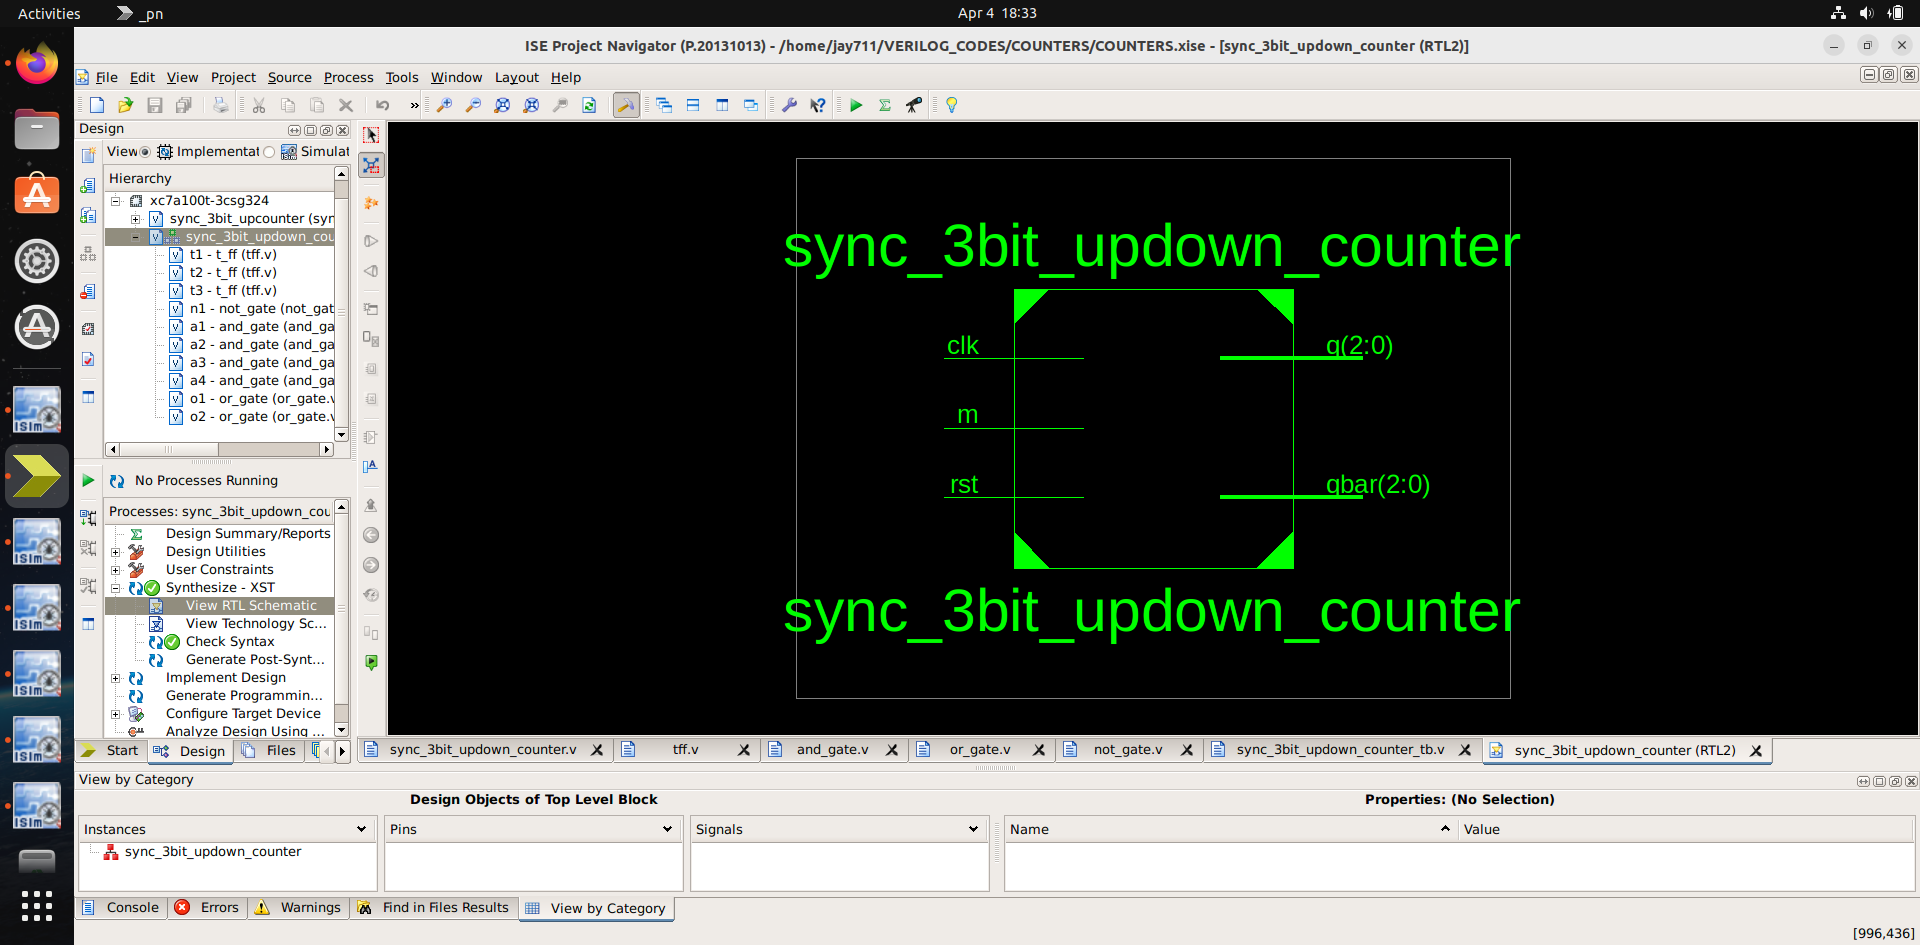 Activities
_pn
Apr 4 18:33
ISE Project Navigator (P.20131013) - /home/jay711/VERILOG_CODES/COUNTERS/COUNTERS.xise - [sync_3bit_updown_counter (RTL2)]
File Edit View Project Source Process Tools Window Layout Help
Design
View Implementat Simulat
Hierarchy
xc7a100t-3csg324
sync_3bit_upcounter (syn
sync_3bit_updown_cou
t1 - t_ff (tff.v)
t2 - t_ff (tff.v)
t3 - t_ff (tff.v)
n1 - not_gate (not_gat
a1 - and_gate (and_ga
a2 - and_gate (and_ga
a3 - and_gate (and_ga
a4 - and_gate (and_ga
o1 - or_gate (or_gate.v
o2 - or_gate (or_gate.v
No Processes Running
Processes: sync_3bit_updown_cou
Design Summary/Reports
Design Utilities
User Constraints
Synthesize - XST
View RTL Schematic
View Technology Sc...
Check Syntax
Generate Post-Synt...
Implement Design
Generate Programmin...
Configure Target Device
Analyze Design Using ...
Start Design Files
sync_3bit_updown_counter
clk
m
rst
q(2:0)
qbar(2:0)
sync_3bit_updown_counter
sync_3bit_updown_counter.v tff.v and_gate.v or_gate.v not_gate.v sync_3bit_updown_counter_tb.v sync_3bit_updown_counter (RTL2)
View by Category
Design Objects of Top Level Block
Properties: (No Selection)
Instances Pins Signals Name Value
sync_3bit_updown_counter
Console Errors Warnings Find in Files Results View by Category
[996,436]
ISim
ISim
ISim
ISim
ISim
ISim